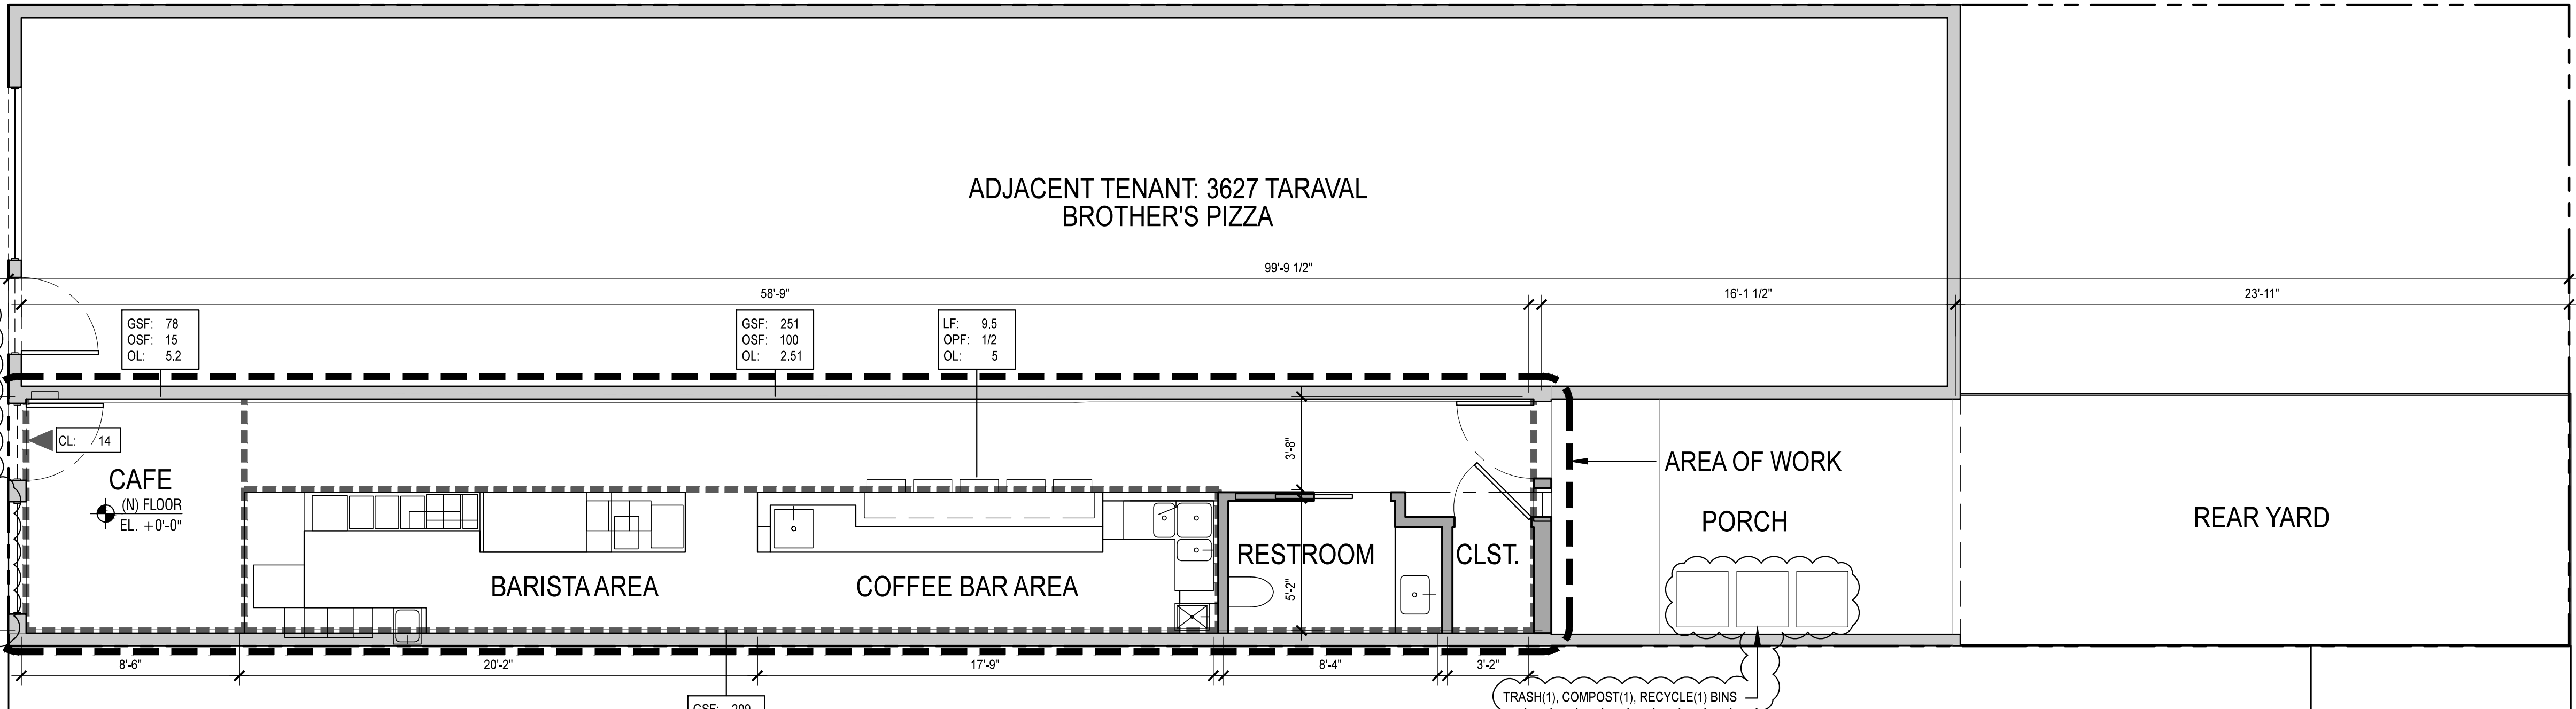 ADJACENT TENANT: 3627 TARAVAL
BROTHER'S PIZZA
99'-9 1/2"
58'-9"
16'-1 1/2"
23'-11"
GSF: 78
OSF: 15
OL: 5.2
GSF: 251
OSF: 100
OL: 2.51
LF: 9.5
OPF: 1/2
OL: 5
CL: 14
CAFE
(N) FLOOR
EL. +0'-0"
3'-8"
AREA OF WORK
PORCH
REAR YARD
BARISTA AREA
COFFEE BAR AREA
RESTROOM
CLST.
5'-2"
8'-6"
20'-2"
17'-9"
8'-4"
3'-2"
TRASH(1), COMPOST(1), RECYCLE(1) BINS
GSF: 209